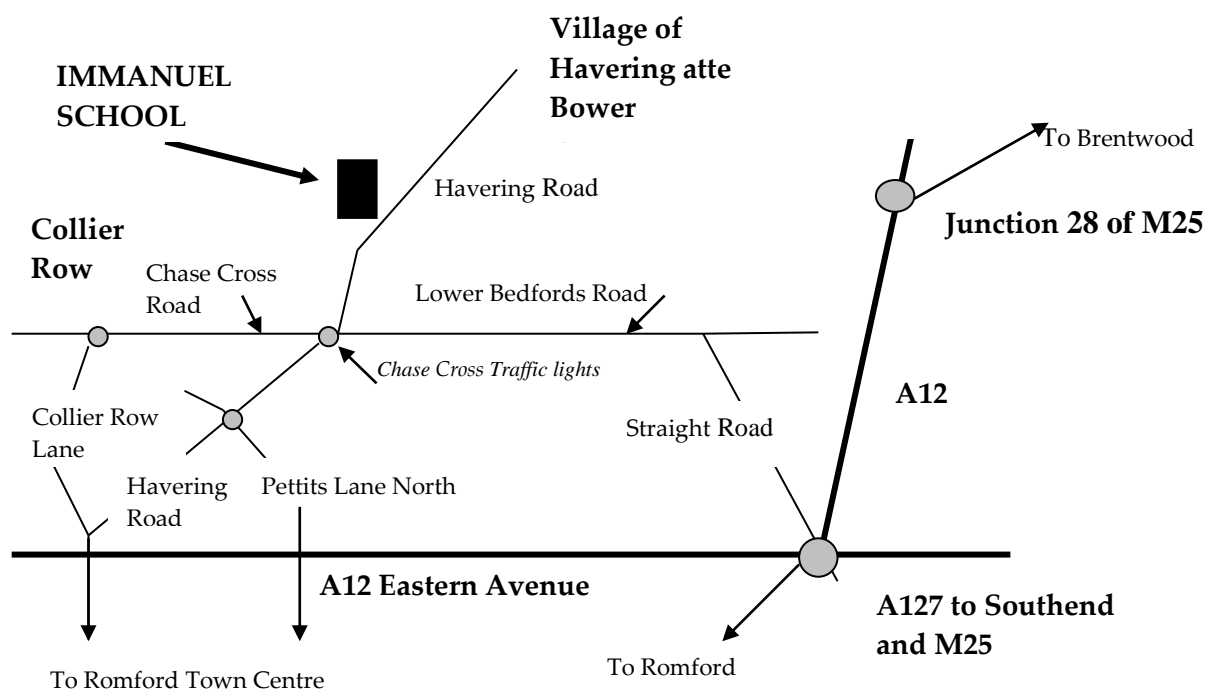 Village of
Havering atte
Bower
IMMANUEL
SCHOOL
To Brentwood
Havering Road
Junction 28 of M25
Collier
Row
Chase Cross
Road
Lower Bedfords Road
Chase Cross Traffic lights
A12
Collier Row
Lane
Straight Road
Havering
Road
Pettits Lane North
A12 Eastern Avenue
A127 to Southend
and M25
To Romford
To Romford Town Centre